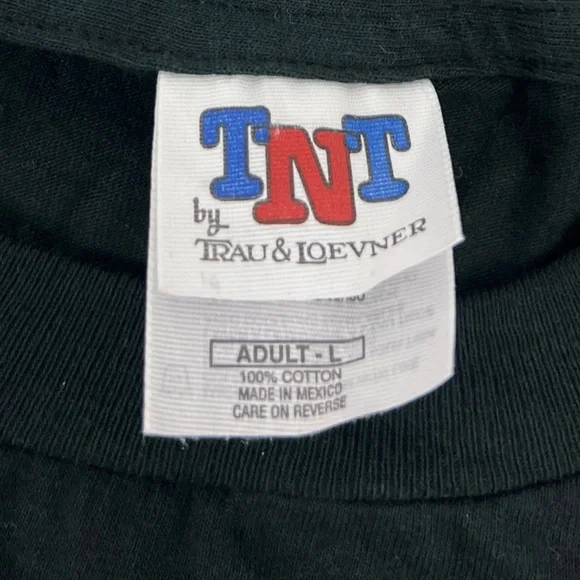 TNT
by
TRAU & LOEVNER
ADULT - L
100% COTTON
MADE IN MEXICO
CARE ON REVERSE